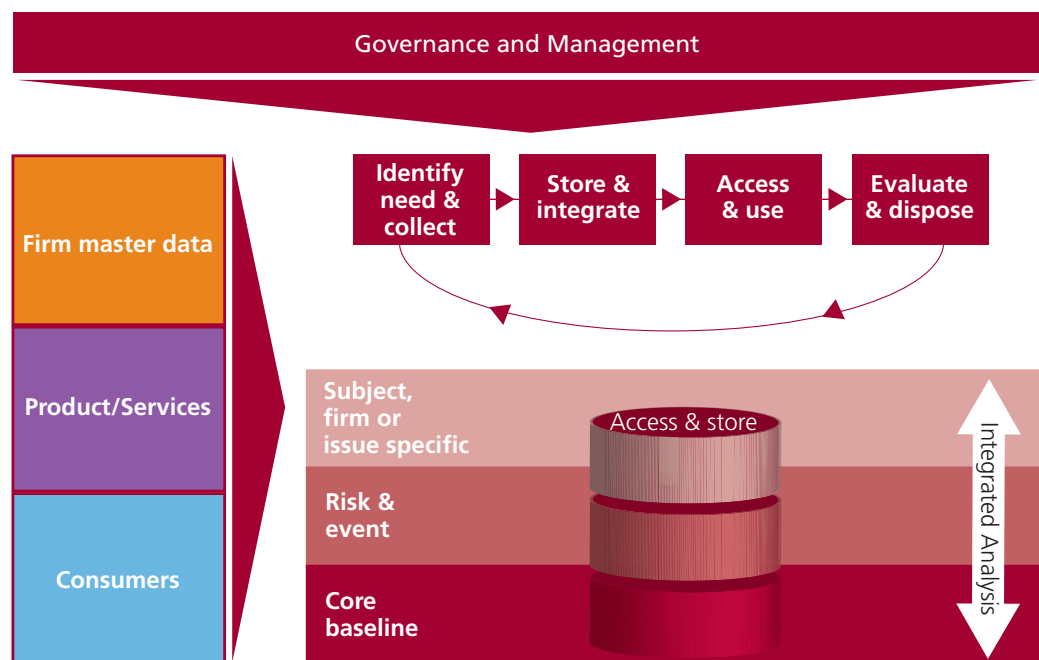 Governance and Management
Identify
need &
collect
Store &
integrate
Access
& use
Evaluate
& dispose
Firm master data
Product/Services
Consumers
Subject,
firm or
issue specific
Access & store
Risk &
event
Core
baseline
Integrated Analysis